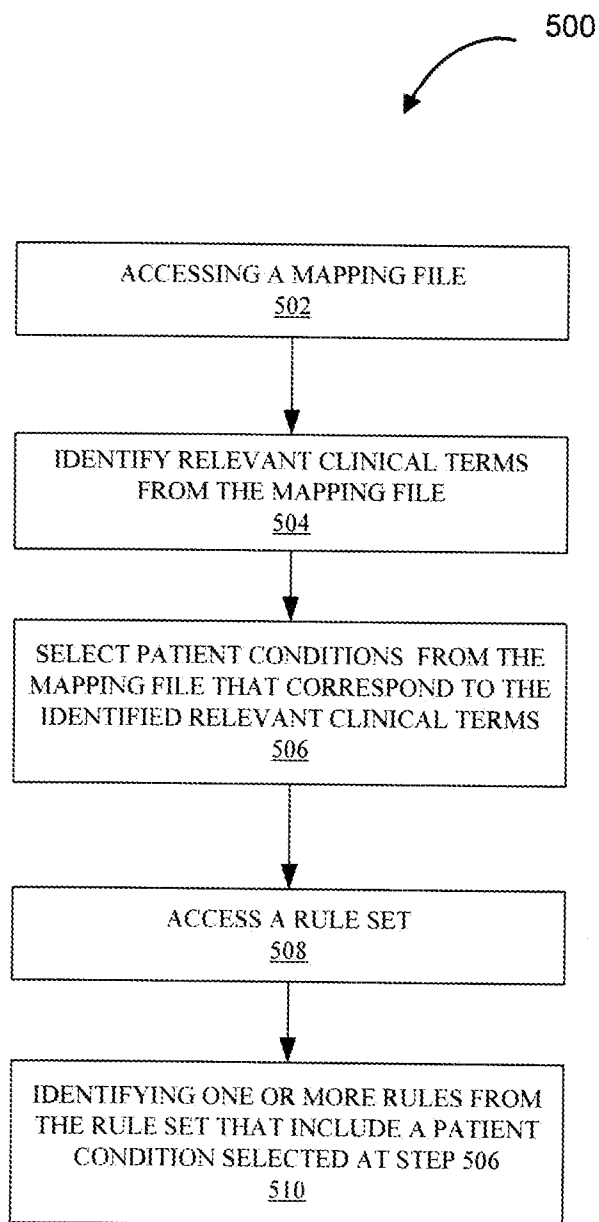 500
ACCESSING A MAPPING FILE
502
IDENTIFY RELEVANT CLINICAL TERMS
FROM THE MAPPING FILE
504
SELECT PATIENT CONDITIONS FROM THE
MAPPING FILE THAT CORRESPOND TO THE
IDENTIFIED RELEVANT CLINICAL TERMS
506
ACCESS A RULE SET
508
IDENTIFYING ONE OR MORE RULES FROM
THE RULE SET THAT INCLUDE A PATIENT
CONDITION SELECTED AT STEP 506
510